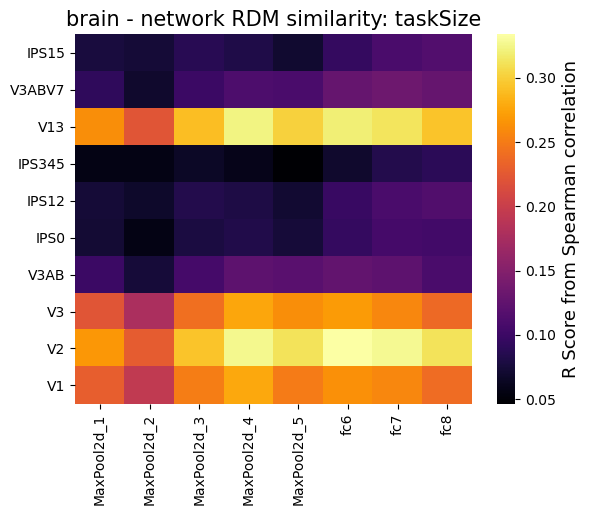 brain - network RDM similarity: taskSize
IPS15
V3ABV7
V13
IPS345
IPS12
IPS0
V3AB
V3
V2
V1
MaxPool2d_1
MaxPool2d_2
MaxPool2d_3
MaxPool2d_4
MaxPool2d_5
fc6
fc7
fc8
0.30
0.25
0.20
0.15
0.10
0.05
R Score from Spearman correlation